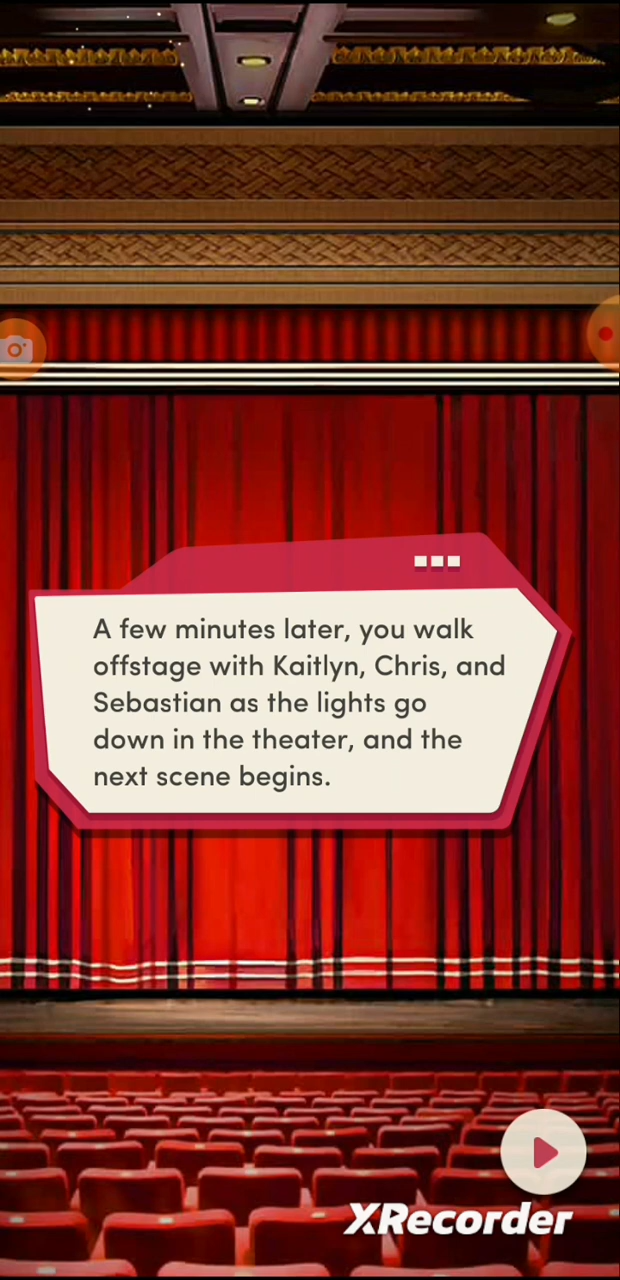 A few minutes later, you walk
offstage with Kaitlyn, Chris, and
Sebastian as the lights go
down in the theater, and the
next scene begins.
XRecorder